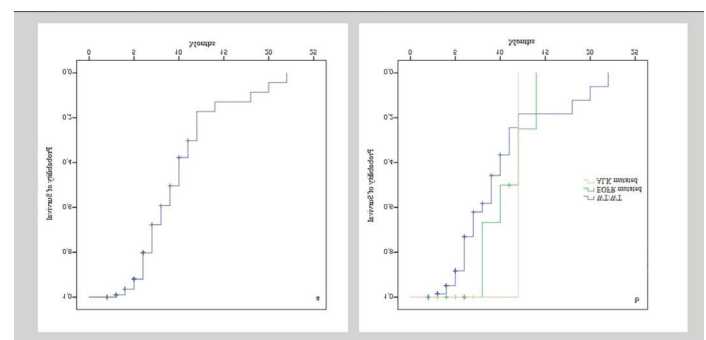 a
1,0
0,8
0,6
0,4
0,2
0,0
Probability of Survival
0 5 10 15 20 25
Months
b
1,0
0,8
0,6
0,4
0,2
0,0
Probability of Survival
WT/WT
EGFR mutated
ALK mutated
0 5 10 15 20 25
Months